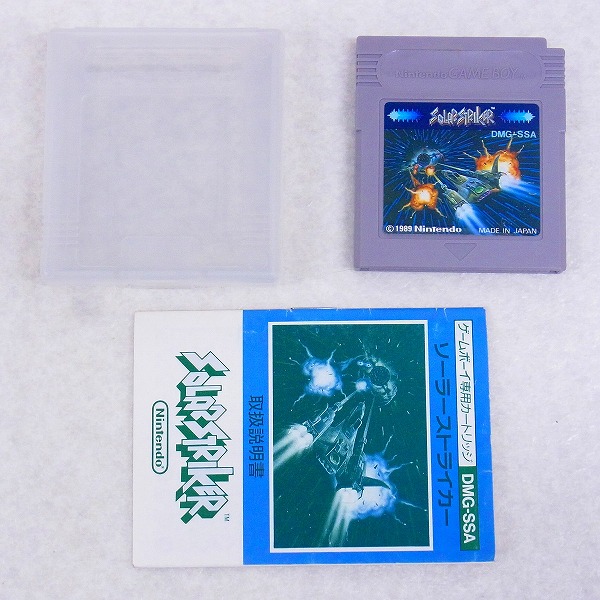 Nintendo GAME BOY
SOLARSTRIKER™
DMG-SSA
©1989 Nintendo
MADE IN JAPAN
ゲームボーイ専用カートリッジ DMG-SSA
ソーラーストライカー
取扱説明書
SOLARSTRIKER™
Nintendo